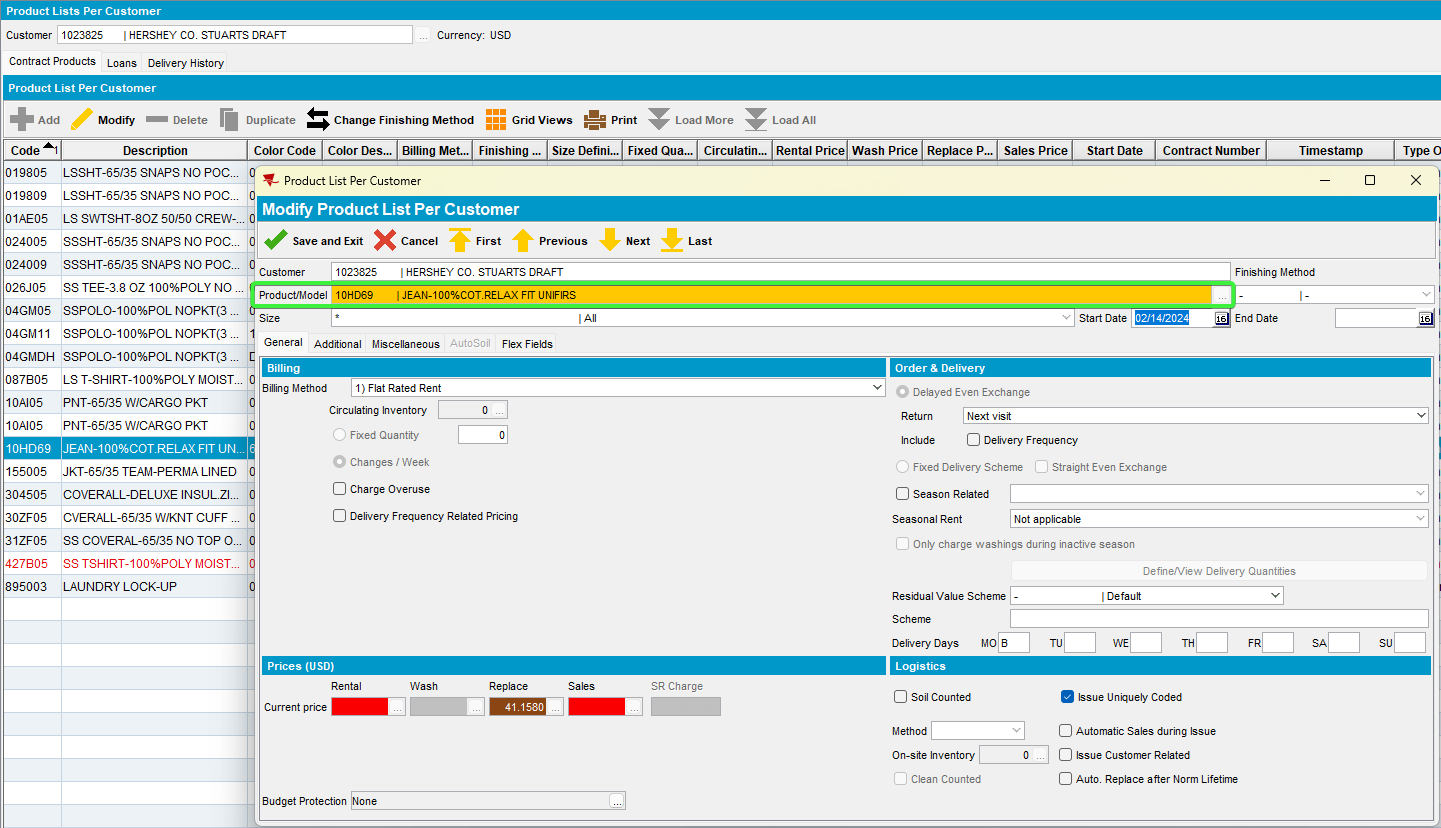 Product Lists Per Customer
Customer 1023825 | HERSHEY CO. STUARTS DRAFT ... Currency: USD
Contract Products Loans Delivery History
Product List Per Customer
Add Modify Delete Duplicate Change Finishing Method Grid Views Print Load More Load All
Code 1 Description Color Code Color Des... Billing Met... Finishing ... Size Defini... Fixed Qua... Circulatin... Rental Price Wash Price Replace P... Sales Price Start Date Contract Number Timestamp Type O
019805 LSSHT-65/35 SNAPS NO POC... 0
019809 LSSHT-65/35 SNAPS NO POC...
01AE05 LS SWTSHT-8OZ 50/50 CREW-...
024005 SSSHT-65/35 SNAPS NO POC...
024009 SSSHT-65/35 SNAPS NO POC...
026J05 SS TEE-3.8 OZ 100%POLY NO ...
04GM05 SSPOLO-100%POL NOPKT(3 ... 0
04GM11 SSPOLO-100%POL NOPKT(3 ... 1
04GMDH SSPOLO-100%POL NOPKT(3 ... D
087B05 LS T-SHIRT-100%POLY MOIST... 0
10AI05 PNT-65/35 W/CARGO PKT 0
10AI05 PNT-65/35 W/CARGO PKT 0
10HD69 JEAN-100%COT.RELAX FIT UN... 6
155005 JKT-65/35 TEAM-PERMA LINED 0
304505 COVERALL-DELUXE INSUL.ZI... 0
30ZF05 CVERALL-65/35 W/KNT CUFF ... 0
31ZF05 SS COVERAL-65/35 NO TOP O... 0
427B05 SS TSHIRT-100%POLY MOIST... 0
895003 LAUNDRY LOCK-UP 0
Product List Per Customer
Modify Product List Per Customer
Save and Exit Cancel First Previous Next Last
Customer 1023825 | HERSHEY CO. STUARTS DRAFT Finishing Method
Product/Model 10HD69 | JEAN-100%COT.RELAX FIT UNIFIRS ... - | -
Size * | All Start Date 02/14/2024 16 End Date 16
General Additional Miscellaneous AutoSoil Flex Fields
Billing
Billing Method 1) Flat Rated Rent
Circulating Inventory 0 ...
Fixed Quantity 0
Changes / Week
Charge Overuse
Delivery Frequency Related Pricing
Order & Delivery
Delayed Even Exchange
Return Next visit
Include Delivery Frequency
Fixed Delivery Scheme Straight Even Exchange
Season Related
Seasonal Rent Not applicable
Only charge washings during inactive season
Define/View Delivery Quantities
Residual Value Scheme - | Default
Scheme
Delivery Days MO B TU WE TH FR SA SU
Prices (USD)
Rental Wash Replace Sales SR Charge
Current price ... ... 41.1580 ... ...
Budget Protection None ...
Logistics
Soil Counted Issue Uniquely Coded
Method Automatic Sales during Issue
On-site Inventory 0 ... Issue Customer Related
Clean Counted Auto. Replace after Norm Lifetime